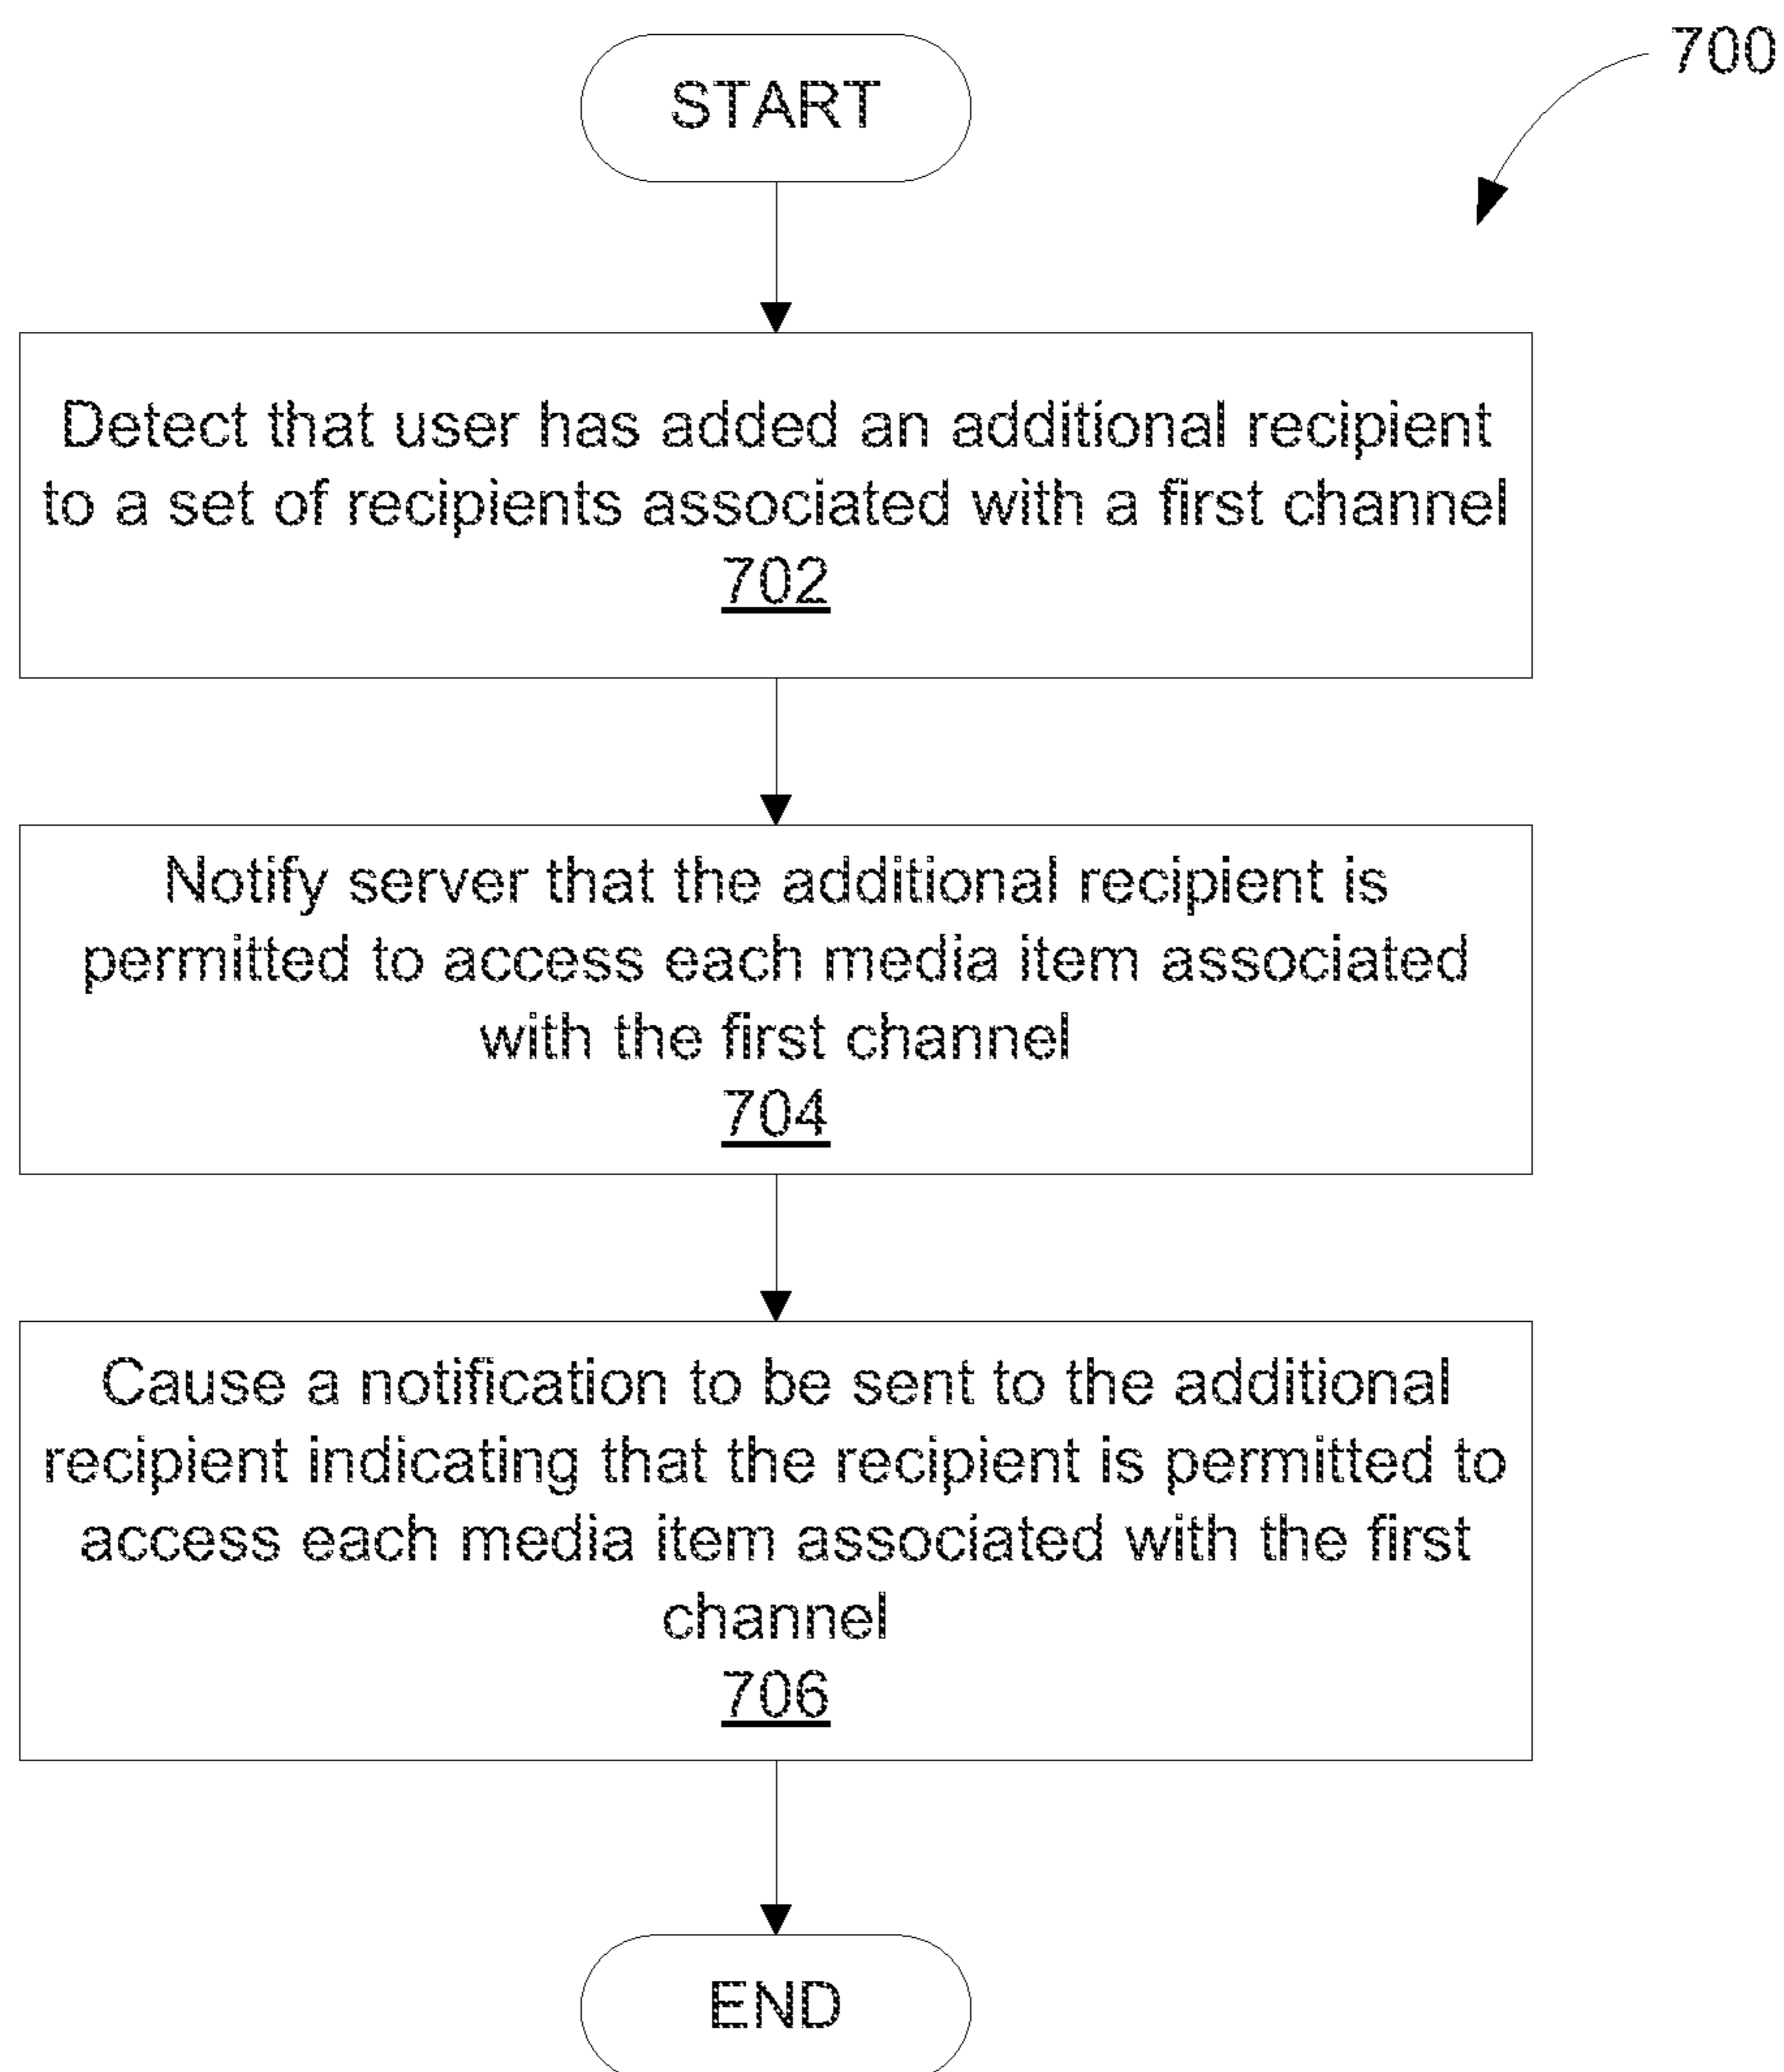 700
START
Detect that user has added an additional recipient
to a set of recipients associated with a first channel
702
Notify server that the additional recipient is
permitted to access each media item associated
with the first channel
704
Cause a notification to be sent to the additional
recipient indicating that the recipient is permitted to
access each media item associated with the first
channel
706
END